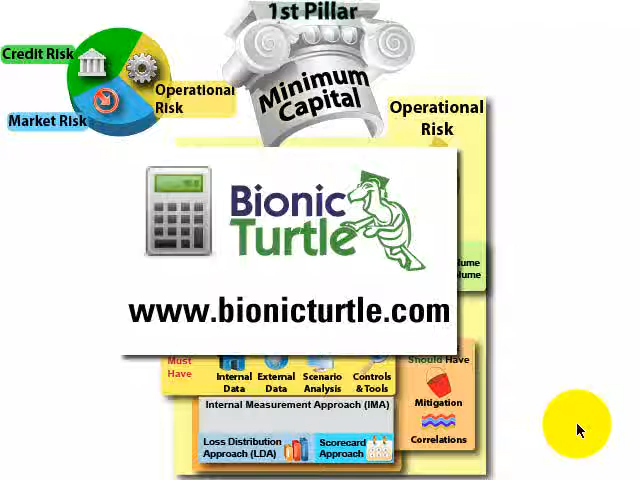 1st Pillar
Minimum
Capital
Credit Risk
Operational
Risk
Market Risk
Operational
Risk
Bionic
Turtle
www.bionicturtle.com
lume
lume
Must
Have
Internal
Data
External
Data
Scenario
Analysis
Controls
& Tools
Should Have
Mitigation
Correlations
Internal Measurement Approach (IMA)
Loss Distribution
Approach (LDA)
Scorecard
Approach